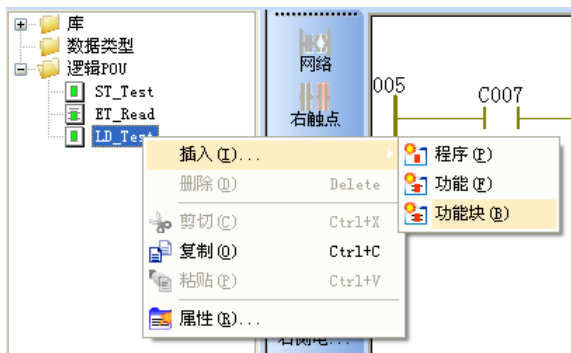 库
数据类型
逻辑POU
ST_Test
ET_Read
LD_Test
网络
右触点
005
C007
插入(I)...
删除(D) Delete
剪切(C) Ctrl+X
复制(O) Ctrl+C
粘贴(P) Ctrl+V
属性(R)...
程序(P)
功能(F)
功能块(B)